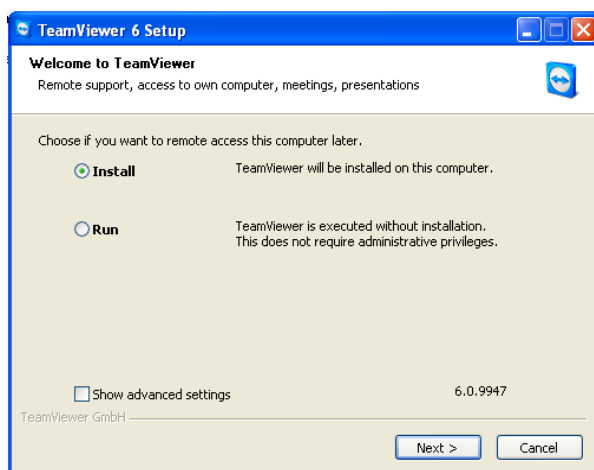 TeamViewer 6 Setup
Welcome to TeamViewer
Remote support, access to own computer, meetings, presentations
Choose if you want to remote access this computer later.
Install
TeamViewer will be installed on this computer.
Run
TeamViewer is executed without installation.
This does not require administrative privileges.
Show advanced settings
6.0.9947
TeamViewer GmbH
Next >
Cancel